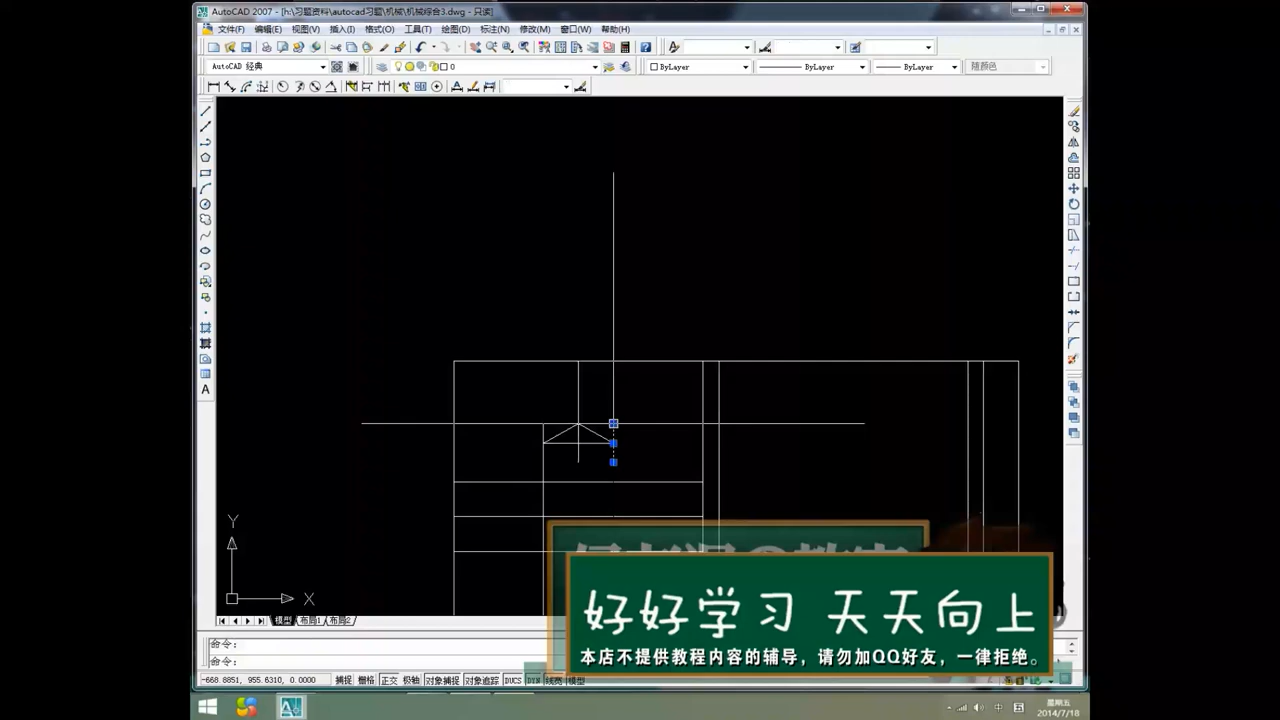 AutoCAD 2007 - [h:\习题资料\autocad习题\机械\机械综合3.dwg - 只读]
文件(F) 编辑(E) 视图(V) 插入(I) 格式(O) 工具(T) 绘图(D) 标注(N) 修改(M) 窗口(W) 帮助(H)
AutoCAD 经典 0 ByLayer ByLayer ByLayer 随颜色
A
Y
X
模型 布局1 布局2
好好学习 天天向上
命令:
本店不提供教程内容的辅导，请勿加QQ好友，一律拒绝。
命令:
-668.8851, 955.6310, 0.0000 捕捉 栅格 正交 极轴 对象捕捉 对象追踪 DUCS DYN 线宽 模型
中 星期五
2014/7/18